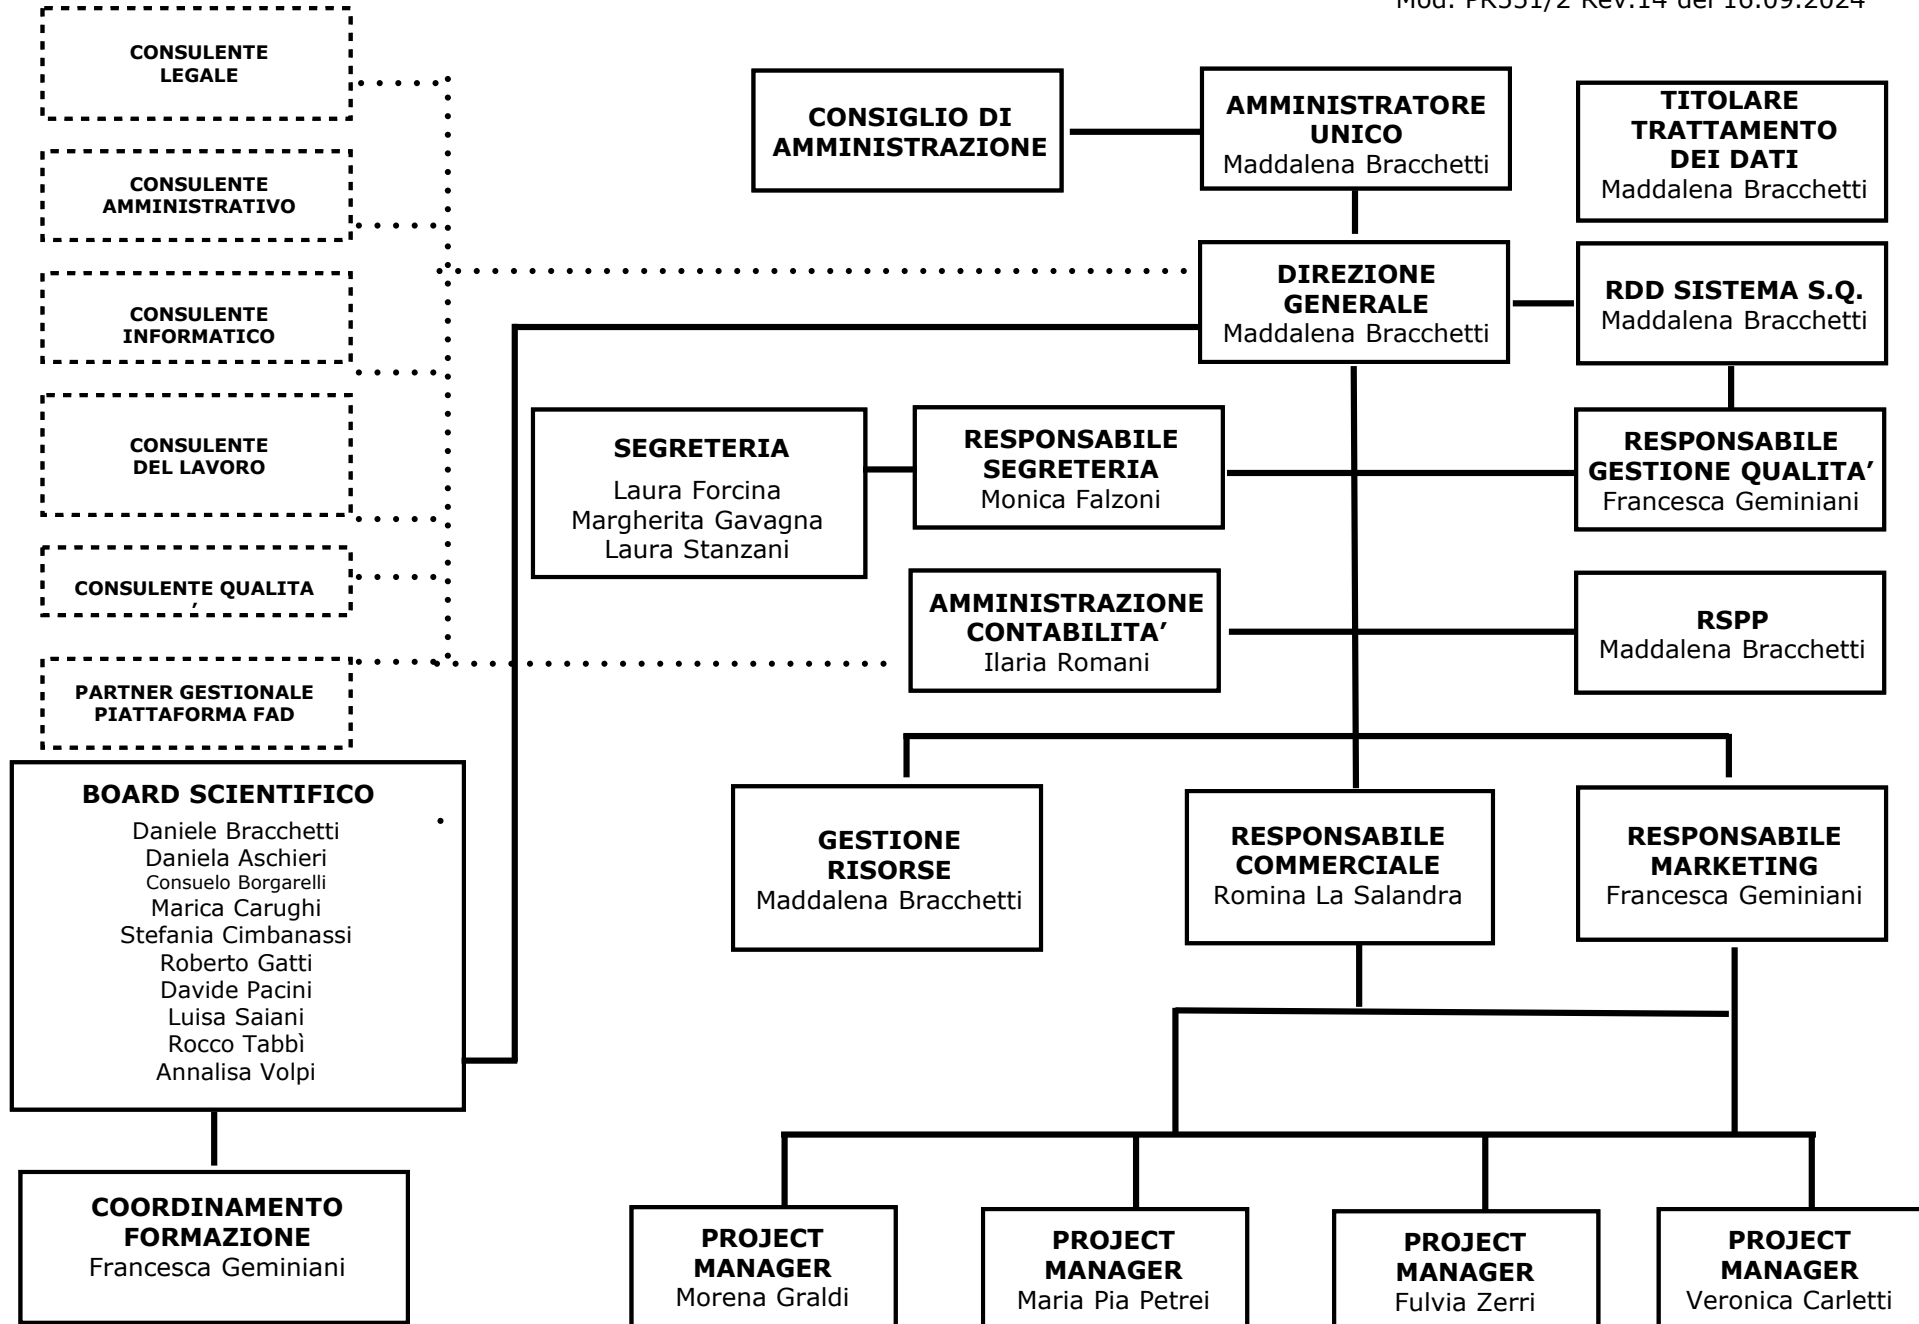 Mod. PR551/2 Rev.14 del 16.09.2024
CONSULENTE
LEGALE
CONSULENTE
AMMINISTRATIVO
CONSULENTE
INFORMATICO
CONSULENTE
DEL LAVORO
CONSULENTE QUALITA
’
PARTNER GESTIONALE
PIATTAFORMA FAD
CONSIGLIO DI
AMMINISTRAZIONE
AMMINISTRATORE
UNICO
Maddalena Bracchetti
TITOLARE
TRATTAMENTO
DEI DATI
Maddalena Bracchetti
DIREZIONE
GENERALE
Maddalena Bracchetti
RDD SISTEMA S.Q.
Maddalena Bracchetti
SEGRETERIA
Laura Forcina
Margherita Gavagna
Laura Stanzani
RESPONSABILE
SEGRETERIA
Monica Falzoni
RESPONSABILE
GESTIONE QUALITA’
Francesca Geminiani
AMMINISTRAZIONE
CONTABILITA’
Ilaria Romani
RSPP
Maddalena Bracchetti
BOARD SCIENTIFICO
Daniele Bracchetti
Daniela Aschieri
Consuelo Borgarelli
Marica Carughi
Stefania Cimbanassi
Roberto Gatti
Davide Pacini
Luisa Saiani
Rocco Tabbì
Annalisa Volpi
GESTIONE
RISORSE
Maddalena Bracchetti
RESPONSABILE
COMMERCIALE
Romina La Salandra
RESPONSABILE
MARKETING
Francesca Geminiani
COORDINAMENTO
FORMAZIONE
Francesca Geminiani
PROJECT
MANAGER
Morena Graldi
PROJECT
MANAGER
Maria Pia Petrei
PROJECT
MANAGER
Fulvia Zerri
PROJECT
MANAGER
Veronica Carletti